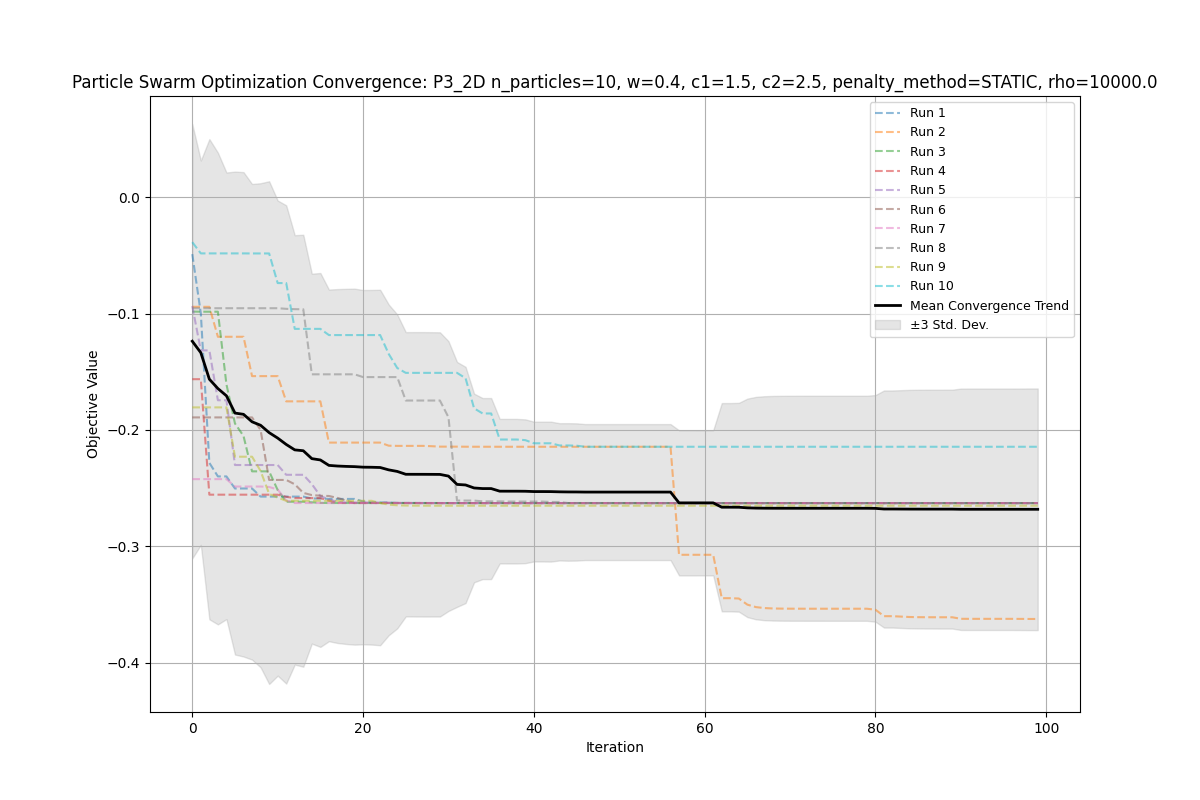 Particle Swarm Optimization Convergence: P3_2D n_particles=10, w=0.4, c1=1.5, c2=2.5, penalty_method=STATIC, rho=10000.0
Run 1
Run 2
Run 3
Run 4
Run 5
Run 6
Run 7
Run 8
Run 9
Run 10
Mean Convergence Trend
±3 Std. Dev.
Objective Value
0.0
−0.1
−0.2
−0.3
−0.4
0 20 40 60 80 100
Iteration